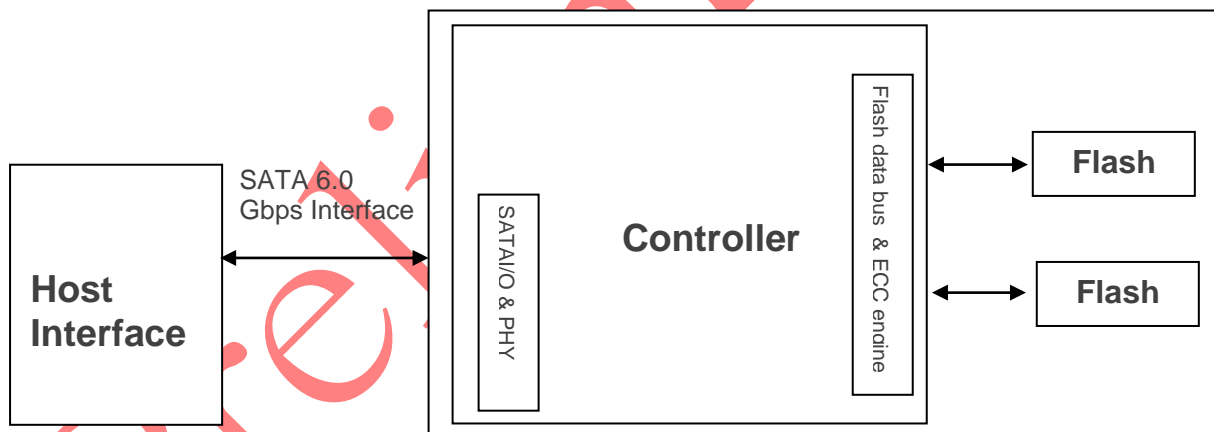 SATA 6.0
Gbps Interface
Host
Interface
SATAI/O & PHY
Controller
Flash data bus & ECC engine
Flash
Flash